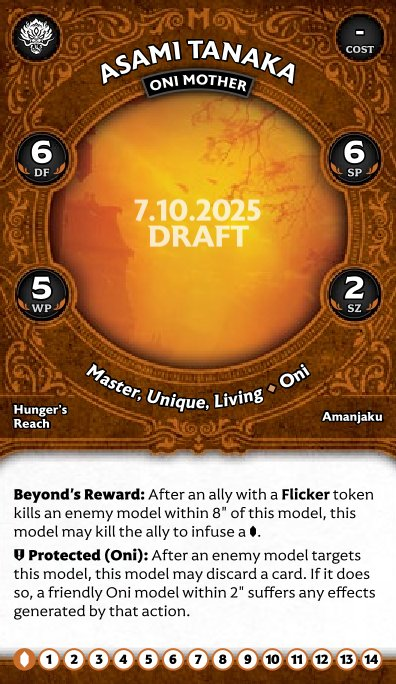 -
COST
ASAMI TANAKA
ONI MOTHER
6
DF
6
SP
7.10.2025
DRAFT
5
WP
2
SZ
Master, Unique, Living ⬥ Oni
Hunger's
Reach
Amanjaku
Beyond's Reward: After an ally with a Flicker token
kills an enemy model within 8" of this model, this
model may kill the ally to infuse a ⬮.
Protected (Oni): After an enemy model targets
this model, this model may discard a card. If it does
so, a friendly Oni model within 2" suffers any effects
generated by that action.
1 2 3 4 5 6 7 8 9 10 11 12 13 14